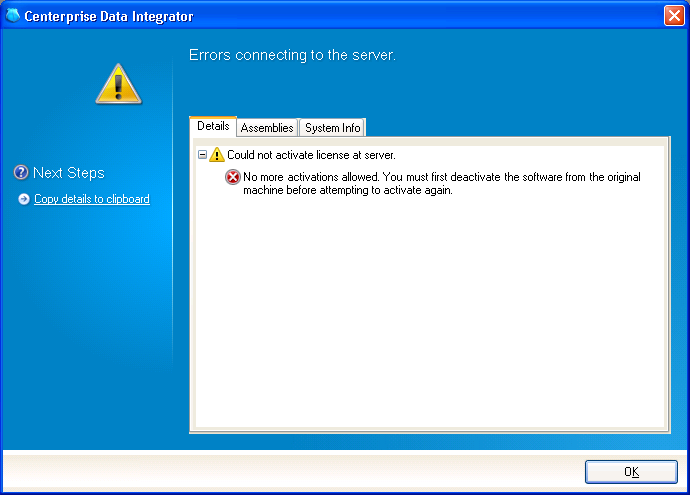 Centerprise Data Integrator
Errors connecting to the server.
Details
Assemblies
System Info
Could not activate license at server.
No more activations allowed. You must first deactivate the software from the original
machine before attempting to activate again.
Next Steps
Copy details to clipboard
OK